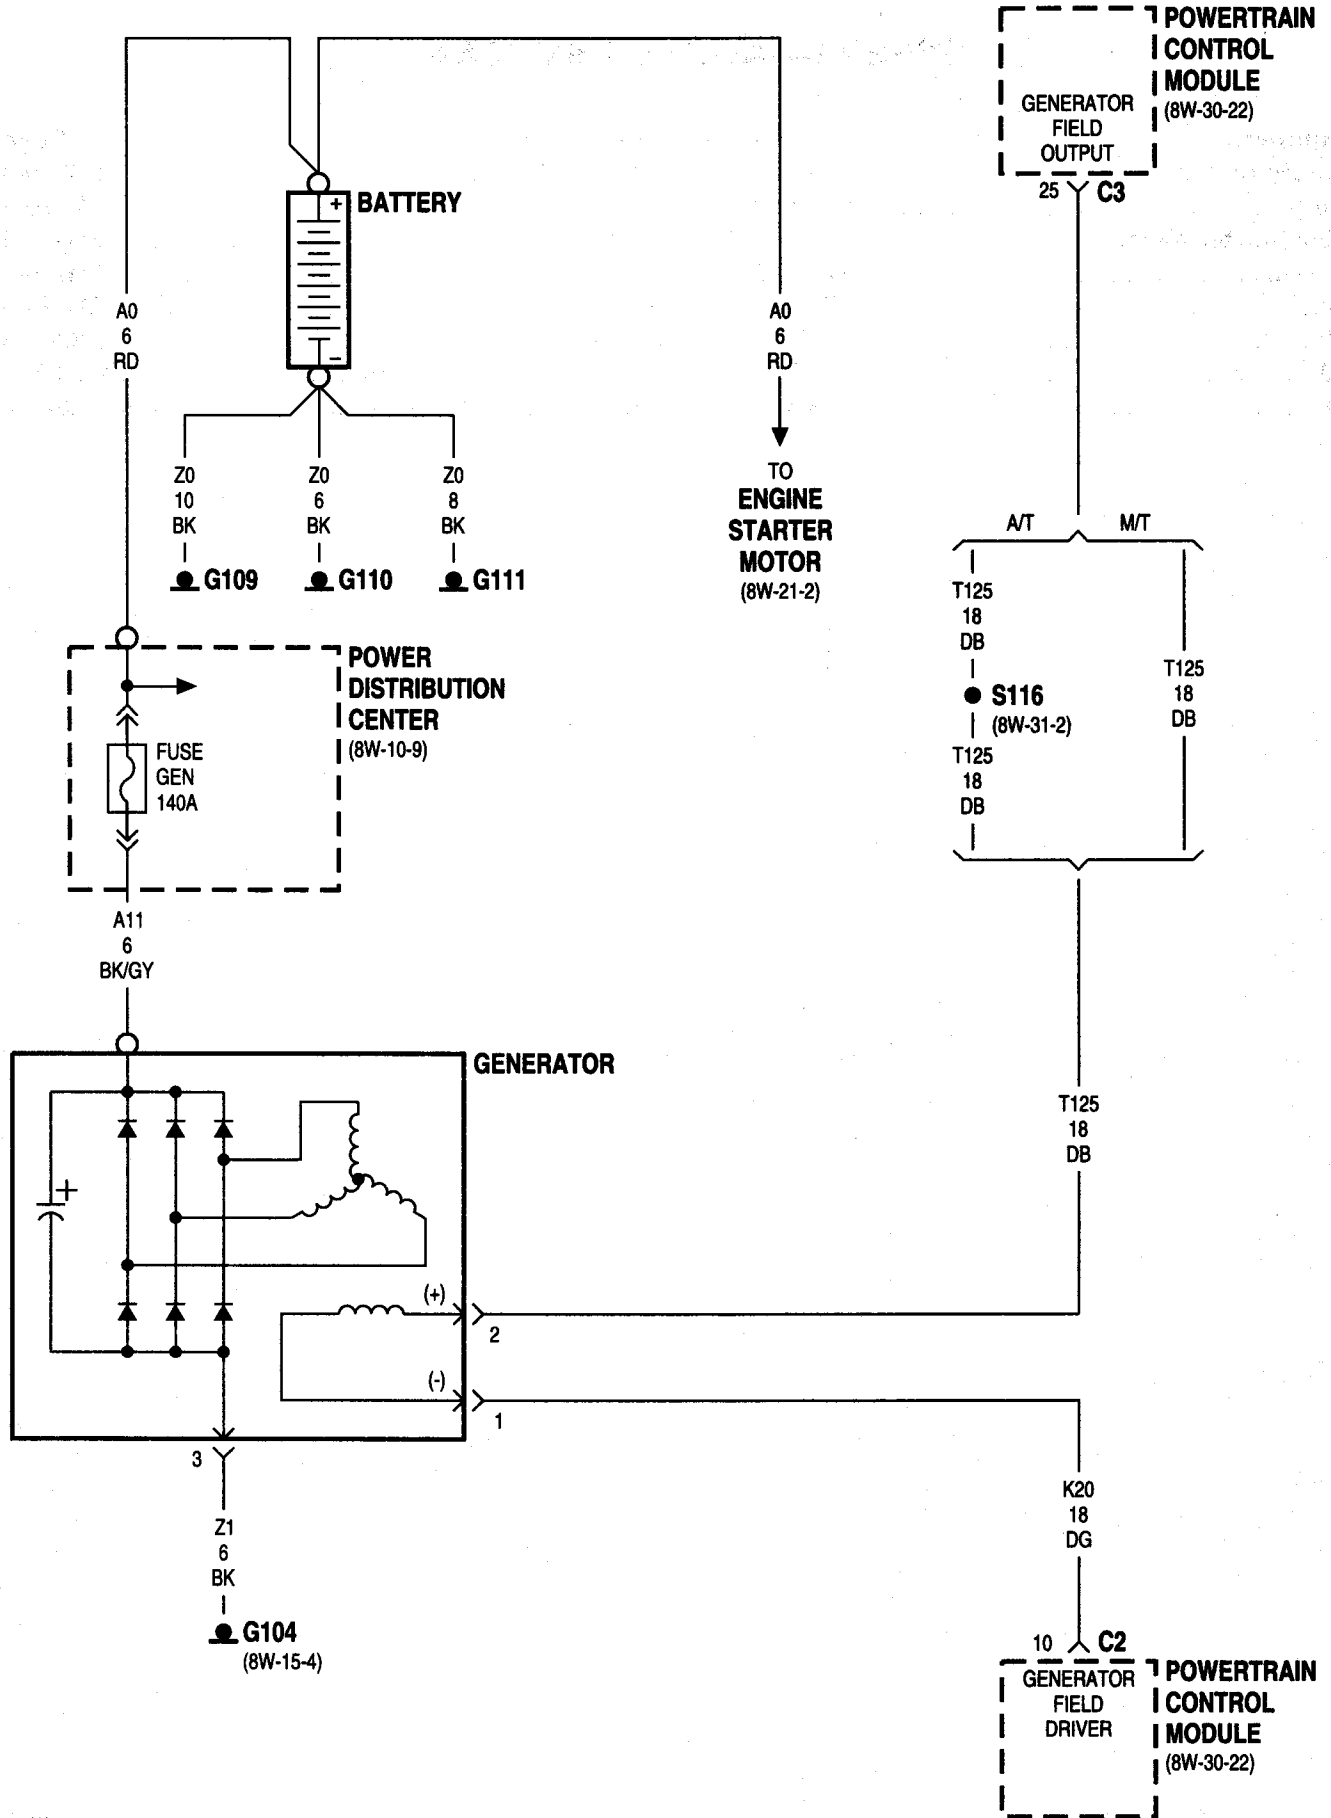 POWERTRAIN
CONTROL
MODULE
(8W-30-22)
GENERATOR
FIELD
OUTPUT
25
C3
+
BATTERY
-
A0
6
RD
A0
6
RD
Z0
10
BK
Z0
6
BK
Z0
8
BK
G109
G110
G111
TO
ENGINE
STARTER
MOTOR
(8W-21-2)
A/T
M/T
T125
18
DB
S116
(8W-31-2)
T125
18
DB
T125
18
DB
POWER
DISTRIBUTION
CENTER
(8W-10-9)
FUSE
GEN
140A
A11
6
BK/GY
GENERATOR
+
T125
18
DB
(+)
2
(-)
1
3
Z1
6
BK
G104
(8W-15-4)
K20
18
DG
10
C2
GENERATOR
FIELD
DRIVER
POWERTRAIN
CONTROL
MODULE
(8W-30-22)